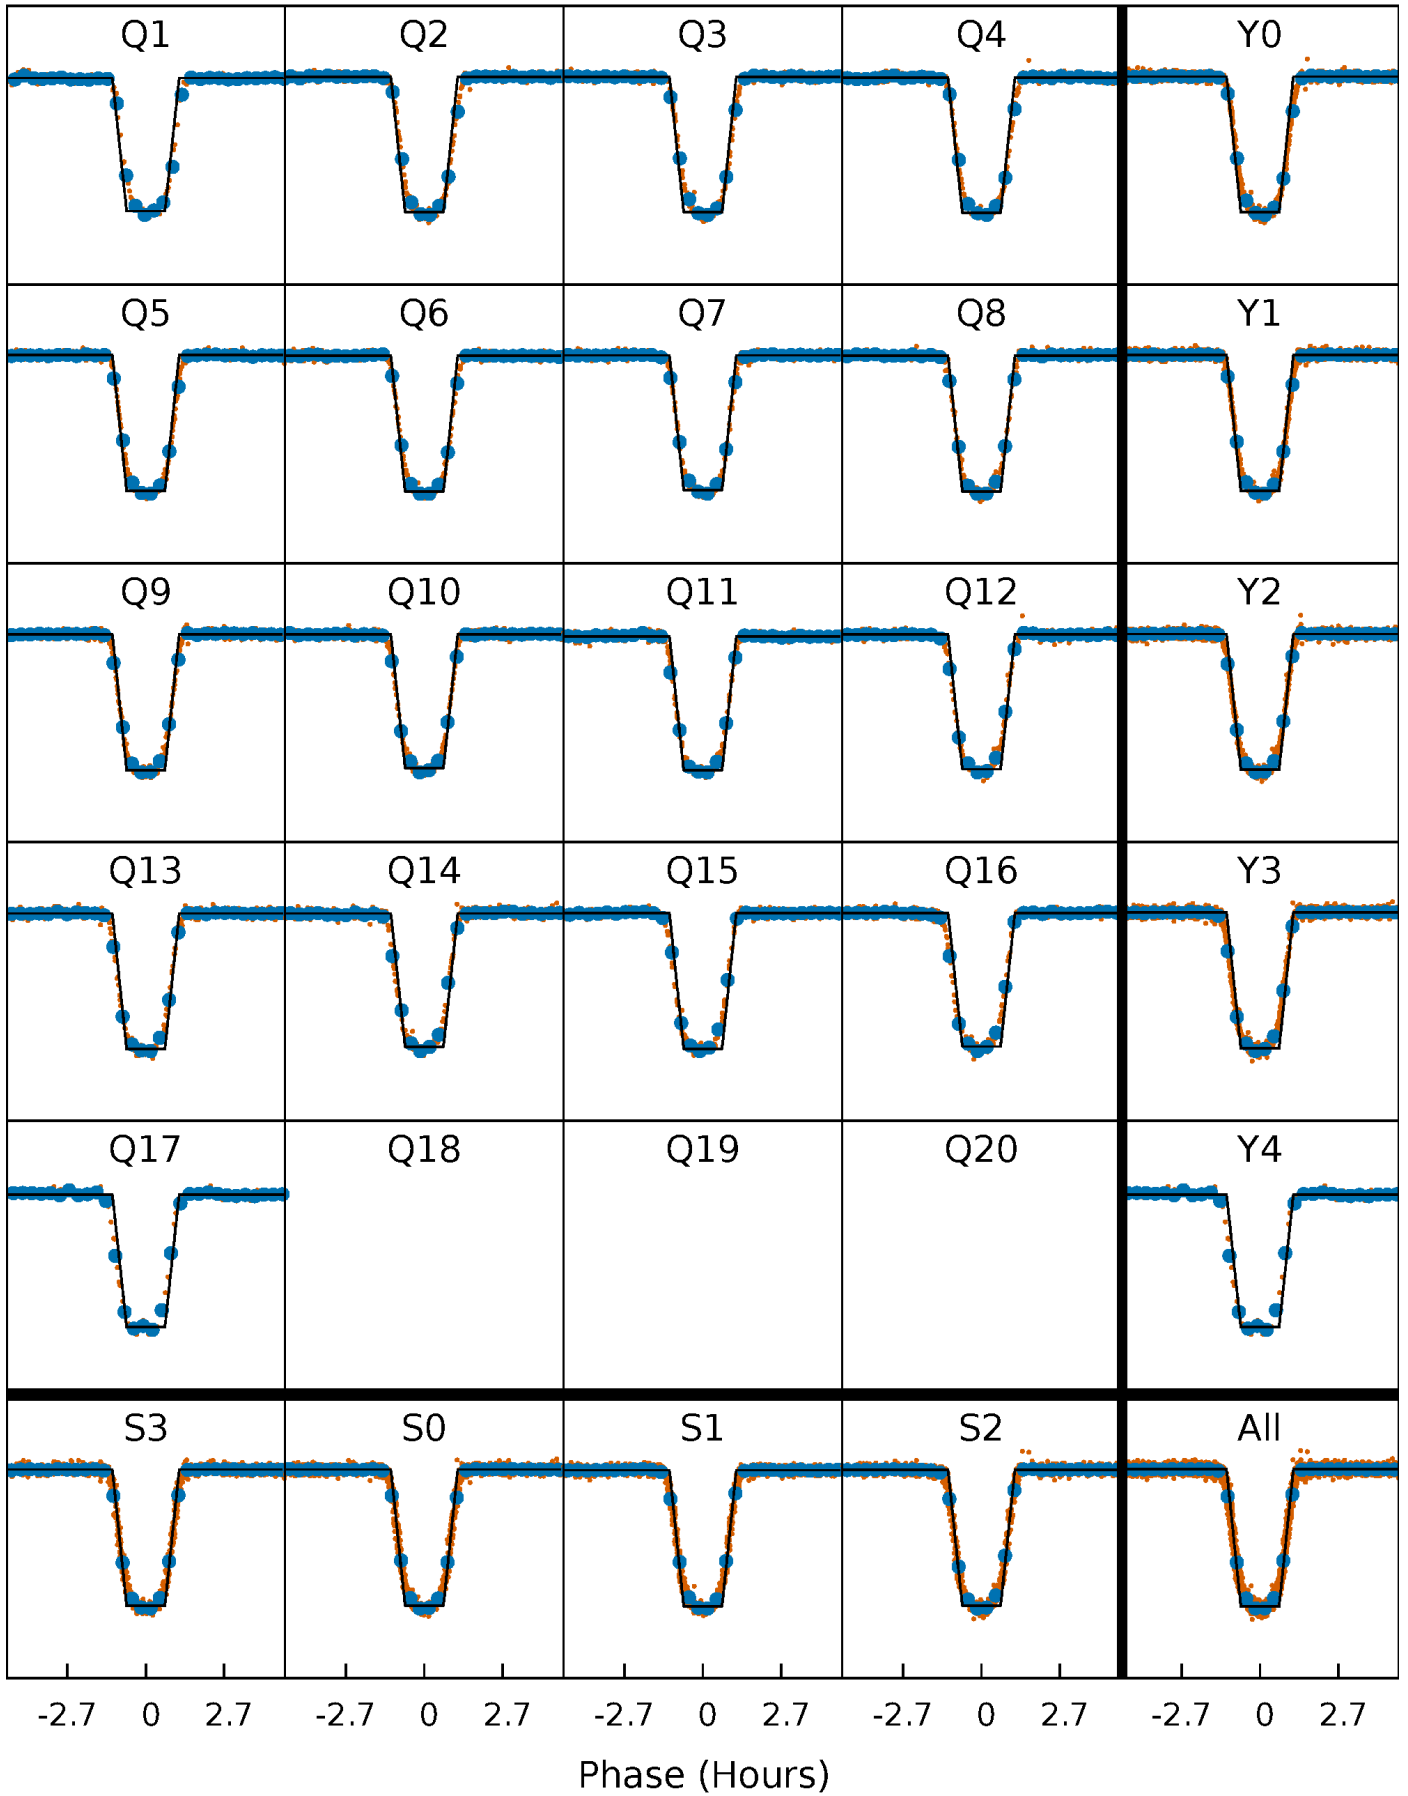 Q1 Q2 Q3 Q4 Y0
Q5 Q6 Q7 Q8 Y1
Q9 Q10 Q11 Q12 Y2
Q13 Q14 Q15 Q16 Y3
Q17 Q18 Q19 Q20 Y4
S3 S0 S1 S2 All
-2.7 0 2.7 -2.7 0 2.7 -2.7 0 2.7 -2.7 0 2.7 -2.7 0 2.7
Phase (Hours)